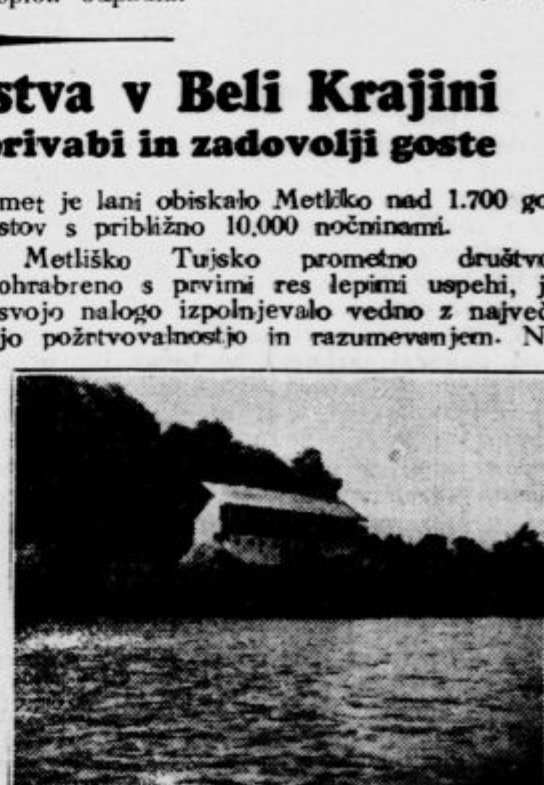 stva v Beli Krajini
privabi in zadovolji goste
met je lani obiskalo Metliko nad 1.700 go
stov s približno 10.000 nočninami.
Metliško Tujsko prometno društvo
ohrabreno s prvimi res lepimi uspehi, j
svojo nalogo izpolnjevalo vedno z največ
jo požrtvovalnostjo in razumevanjem. N